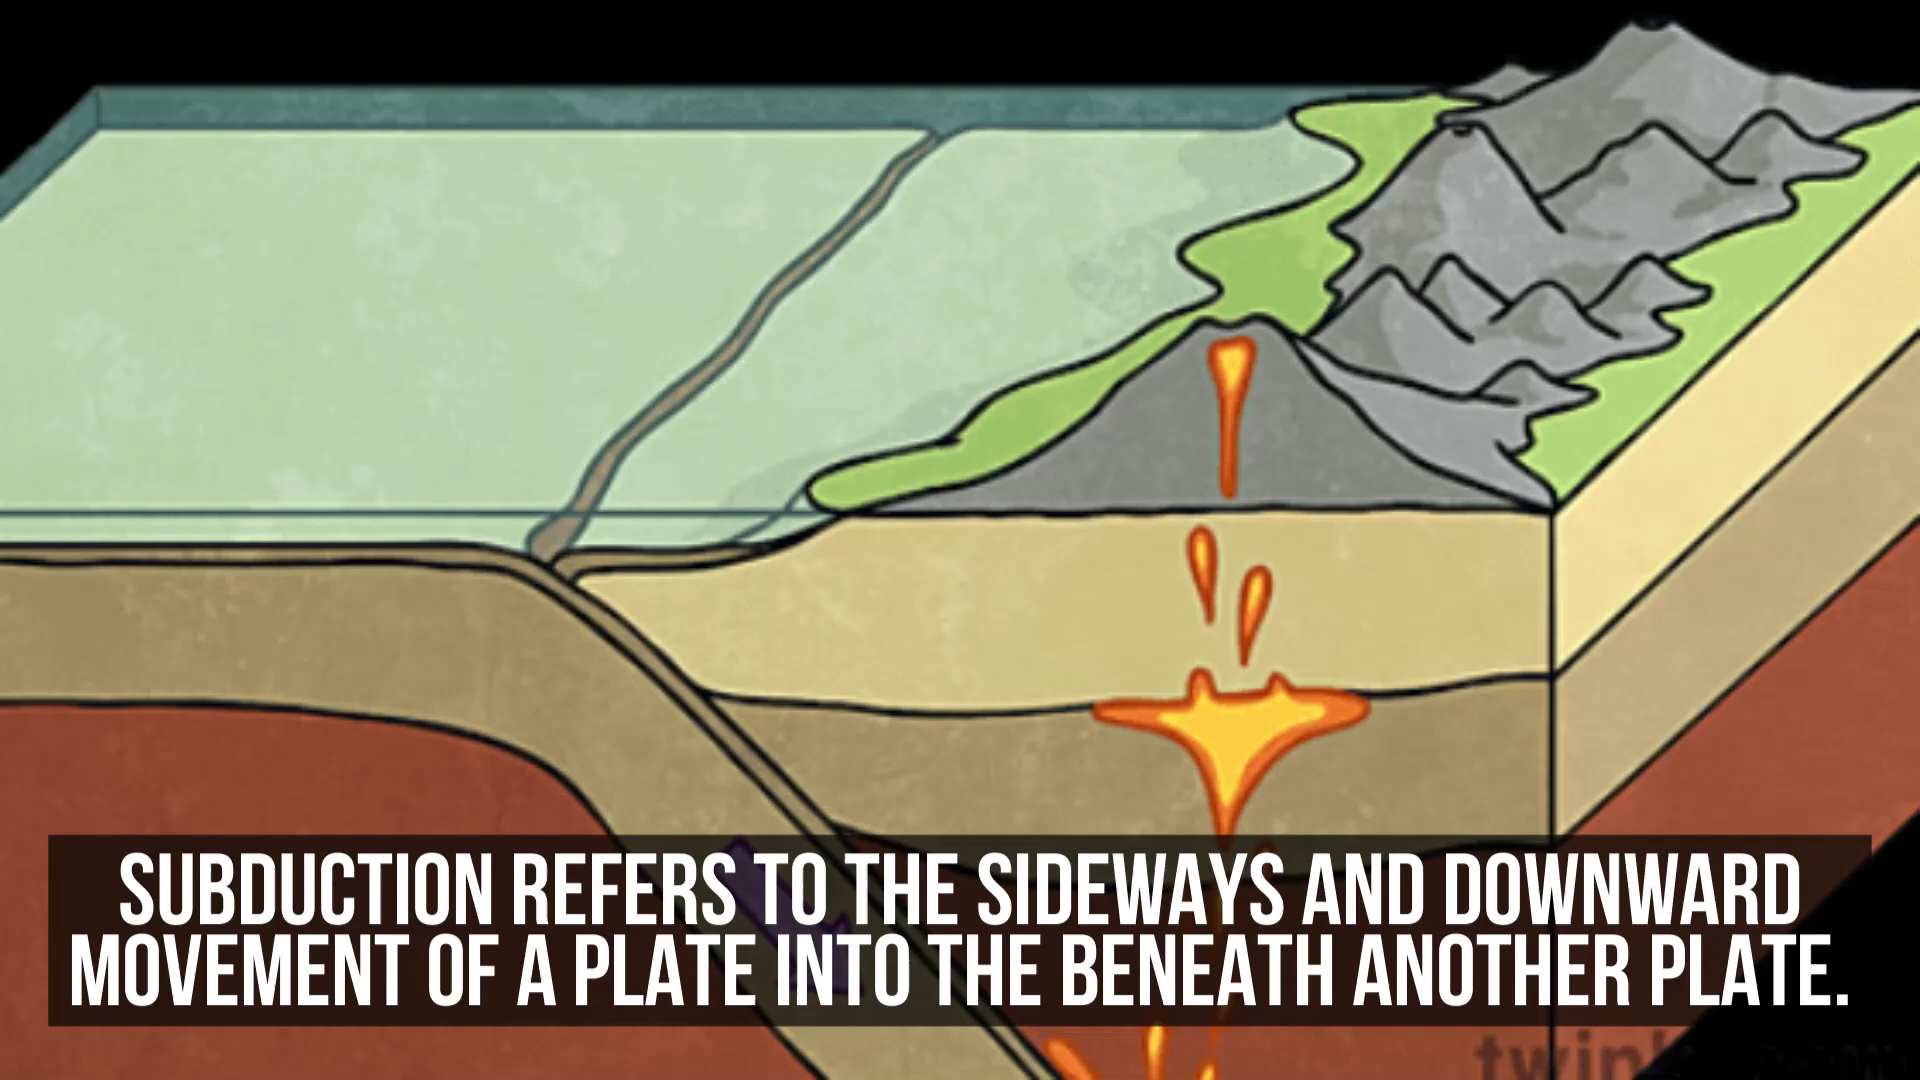 SUBDUCTION REFERS TO THE SIDEWAYS AND DOWNWARD
MOVEMENT OF A PLATE INTO THE BENEATH ANOTHER PLATE.